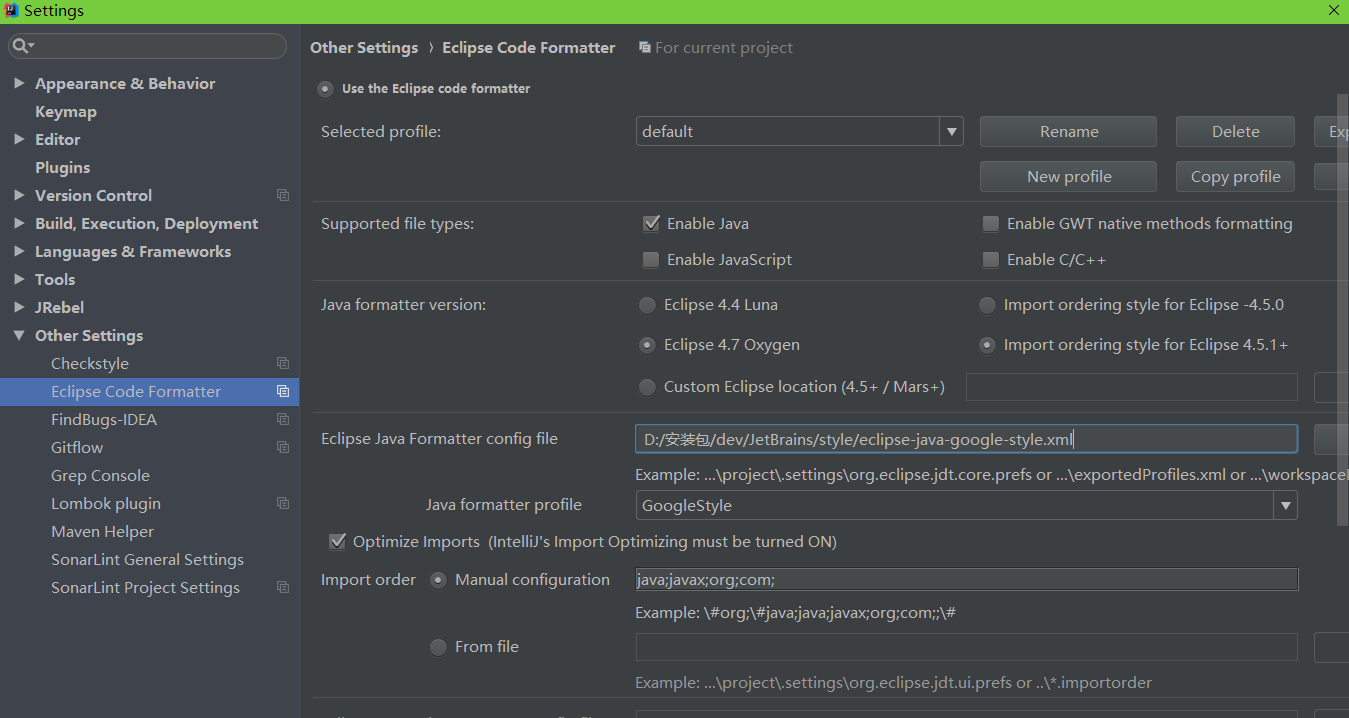 Settings
Other Settings › Eclipse Code Formatter For current project
Appearance & Behavior
Keymap
Editor
Plugins
Version Control
Build, Execution, Deployment
Languages & Frameworks
Tools
JRebel
Other Settings
Checkstyle
Eclipse Code Formatter
FindBugs-IDEA
Gitflow
Grep Console
Lombok plugin
Maven Helper
SonarLint General Settings
SonarLint Project Settings
Use the Eclipse code formatter
Selected profile: default Rename Delete Exp
New profile Copy profile
Supported file types: Enable Java Enable GWT native methods formatting
Enable JavaScript Enable C/C++
Java formatter version: Eclipse 4.4 Luna Import ordering style for Eclipse -4.5.0
Eclipse 4.7 Oxygen Import ordering style for Eclipse 4.5.1+
Custom Eclipse location (4.5+ / Mars+)
Eclipse Java Formatter config file D:/安装包/dev/JetBrains/style/eclipse-java-google-style.xml
Example: ...\project\.settings\org.eclipse.jdt.core.prefs or ...\exportedProfiles.xml or ...\workspace
Java formatter profile GoogleStyle
Optimize Imports (IntelliJ's Import Optimizing must be turned ON)
Import order Manual configuration java;javax;org;com;
Example: \#org;\#java;java;javax;org;com;;\#
From file
Example: ...\project\.settings\org.eclipse.jdt.ui.prefs or ..\*.importorder